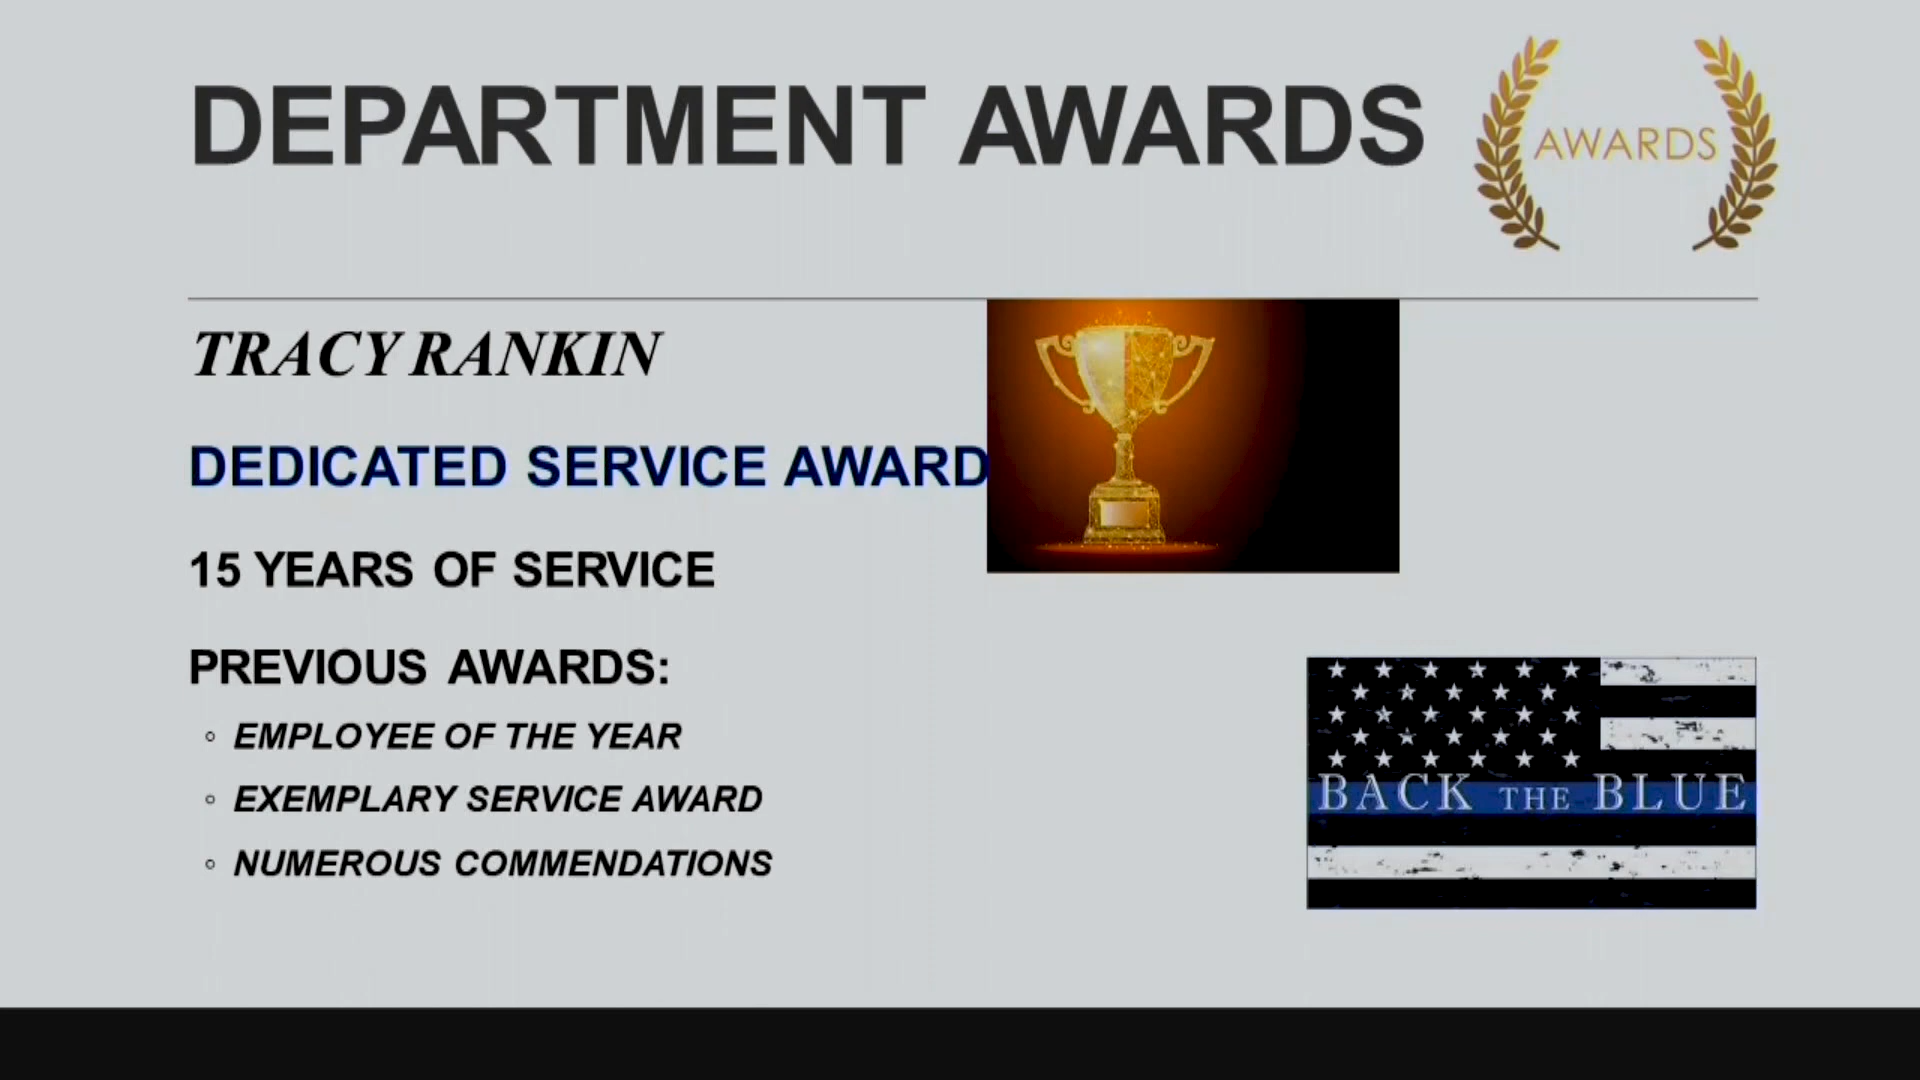 DEPARTMENT AWARDS
AWARDS
TRACY RANKIN
DEDICATED SERVICE AWARD
15 YEARS OF SERVICE
PREVIOUS AWARDS:
◦ EMPLOYEE OF THE YEAR
◦ EXEMPLARY SERVICE AWARD
◦ NUMEROUS COMMENDATIONS
BACK THE BLUE